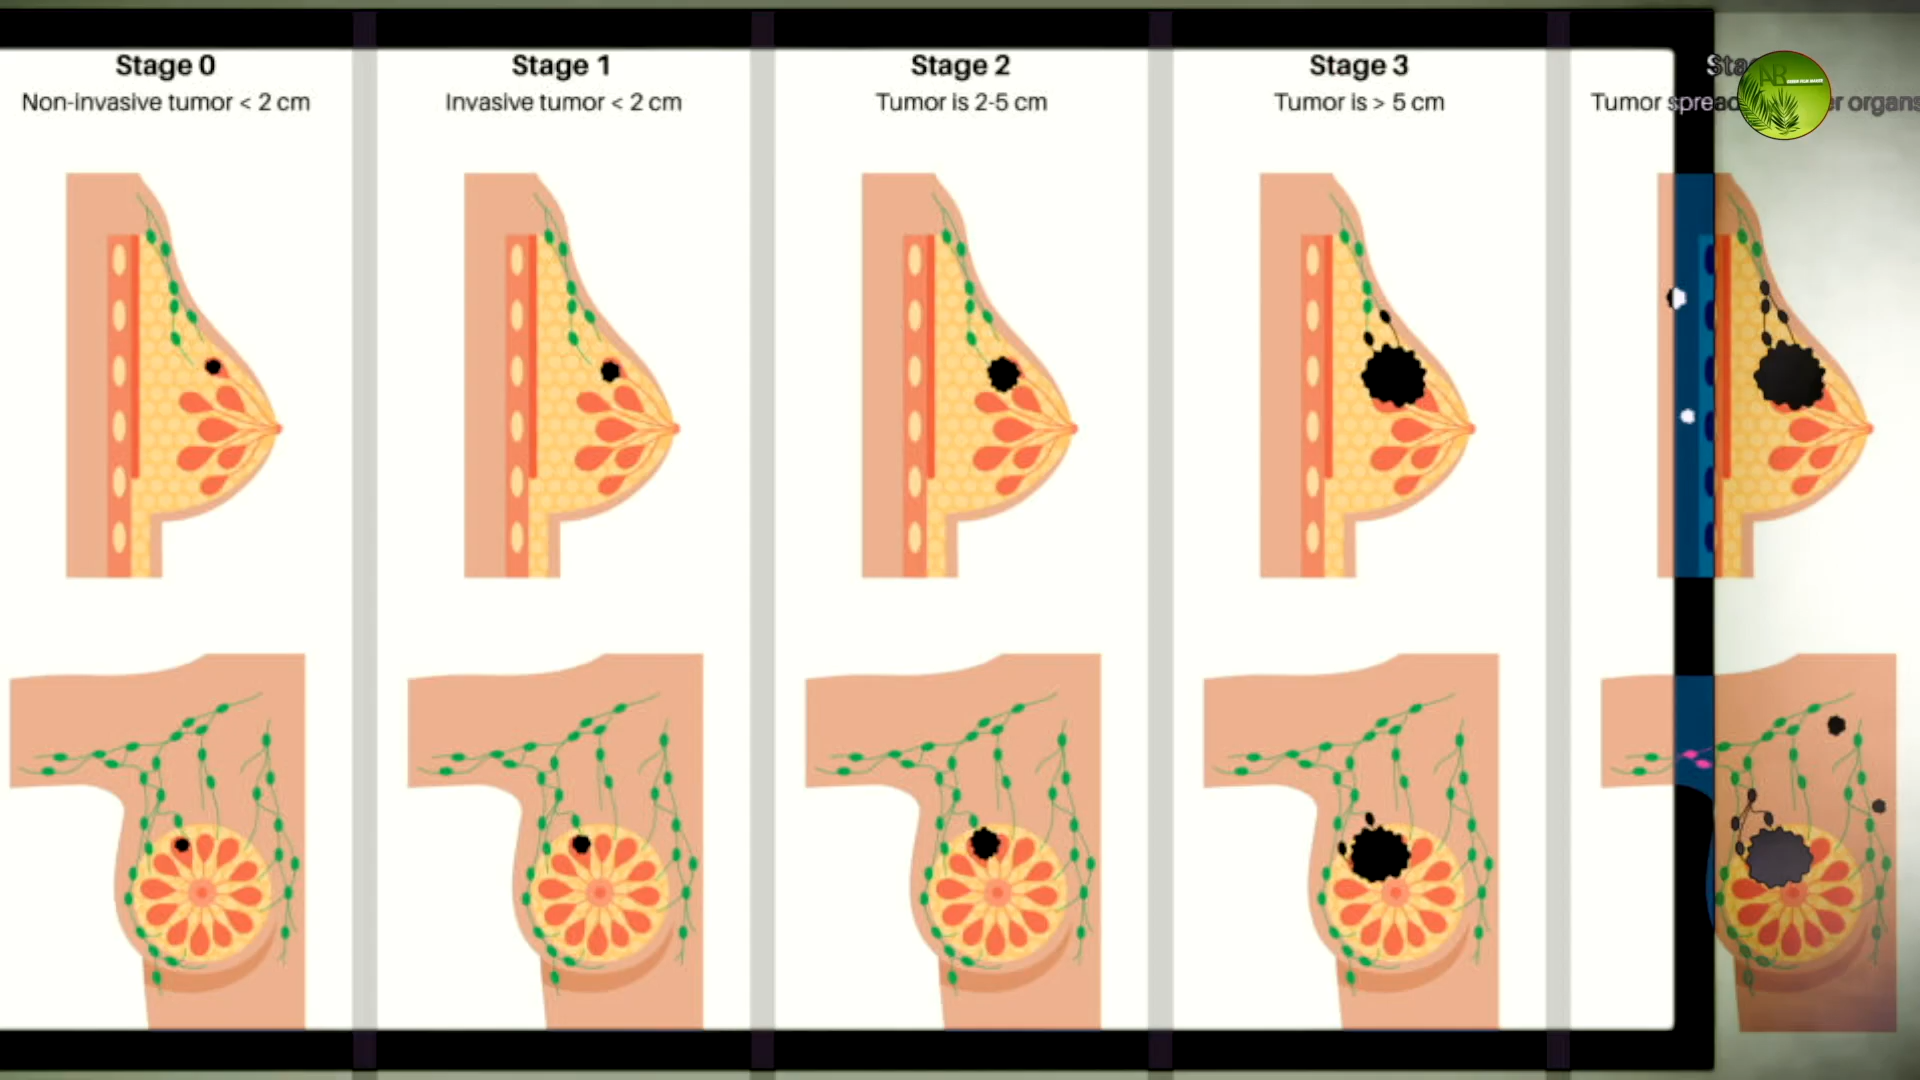 Stage 0
Non-invasive tumor < 2 cm
Stage 1
Invasive tumor < 2 cm
Stage 2
Tumor is 2-5 cm
Stage 3
Tumor is > 5 cm
Tumor organs
AB